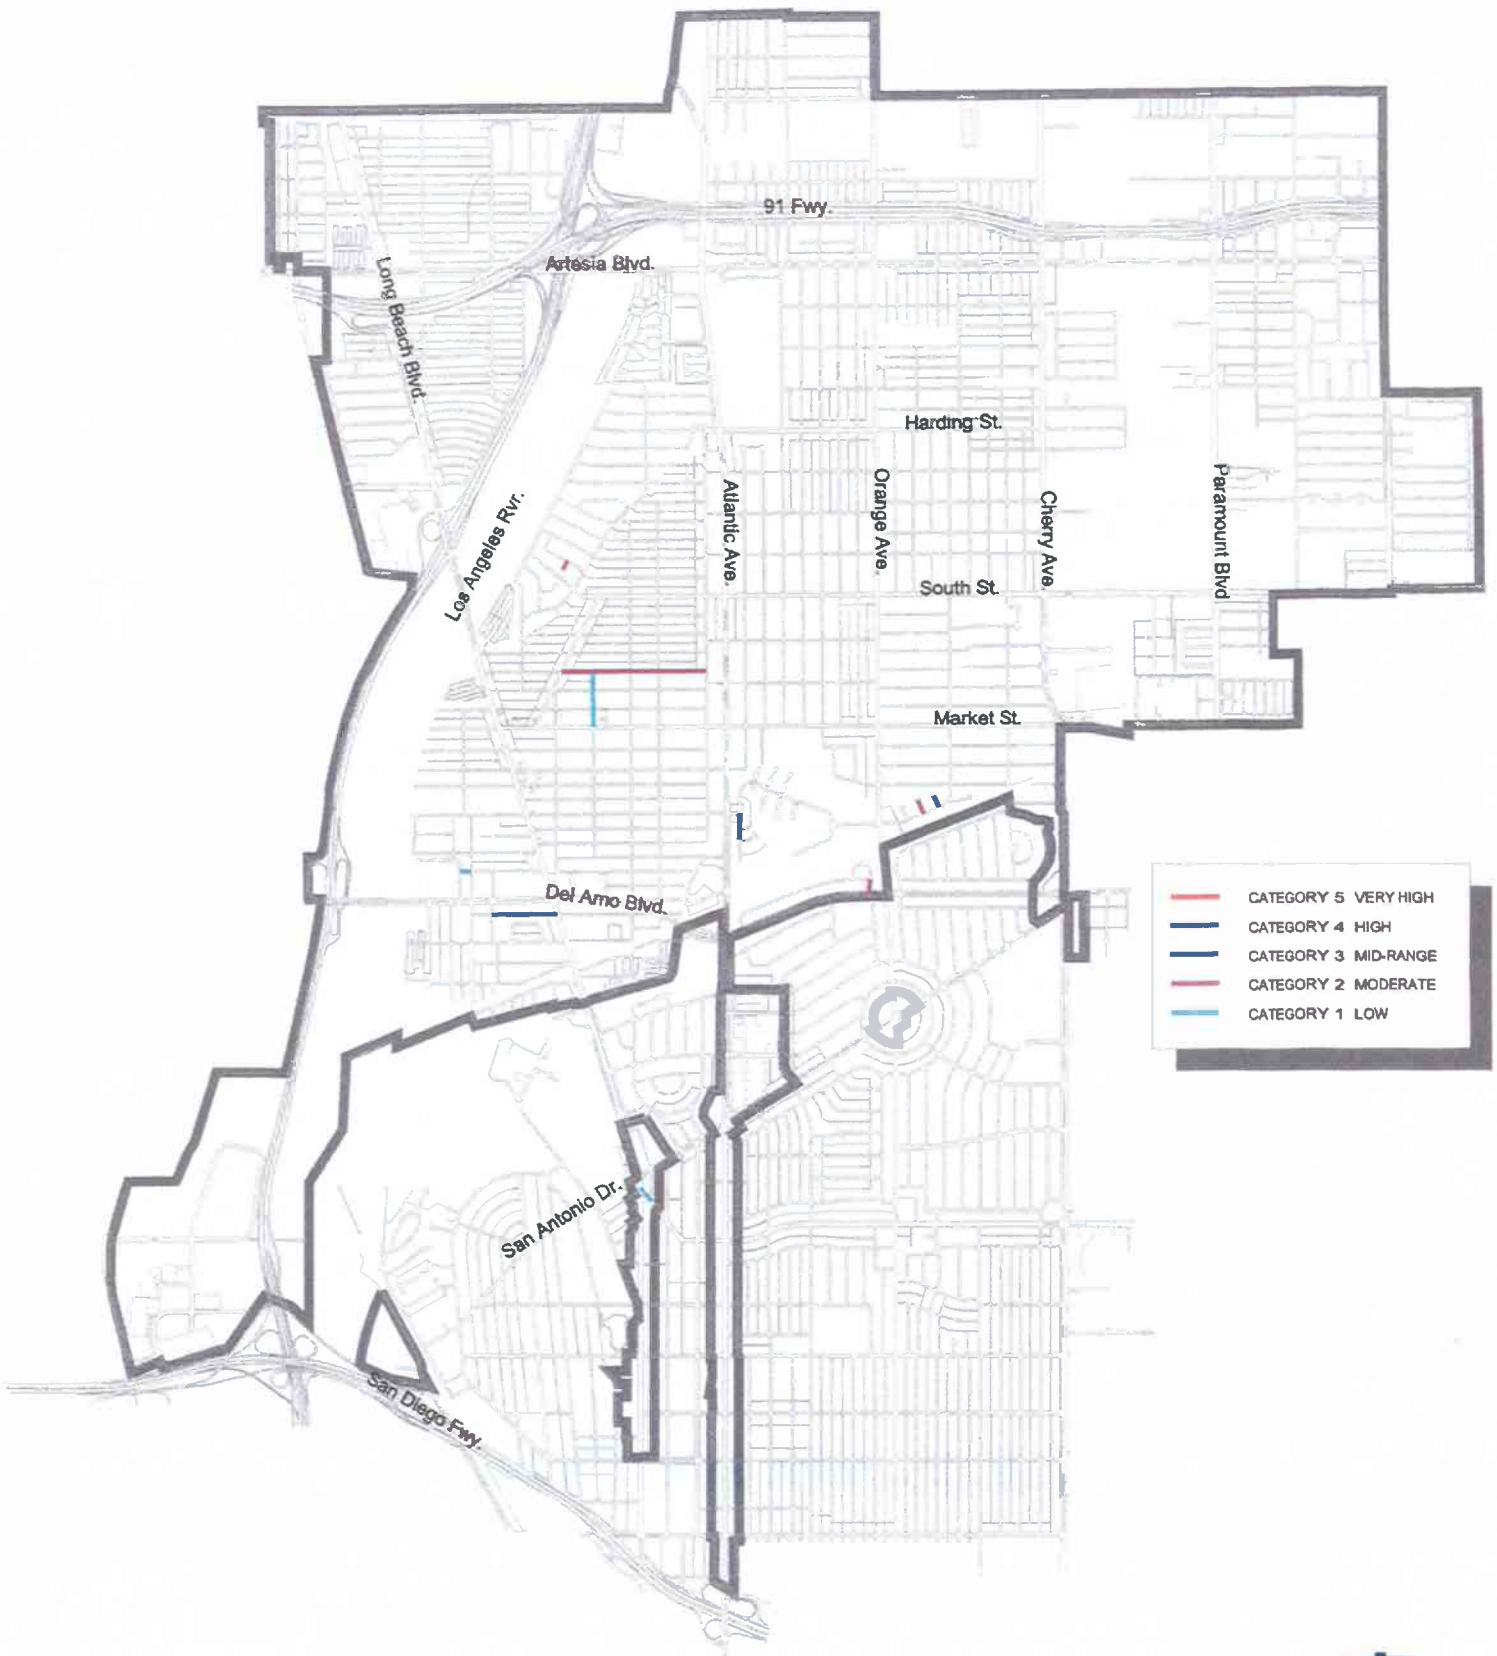 91 Fwy.
Artesia Blvd.
Long Beach Blvd.
Harding St.
Los Angeles Rvr.
Atlantic Ave.
Orange Ave.
Cherry Ave.
Paramount Blvd
South St.
Market St.
Del Amo Blvd.
CATEGORY 5 VERY HIGH
CATEGORY 4 HIGH
CATEGORY 3 MID-RANGE
CATEGORY 2 MODERATE
CATEGORY 1 LOW
San Antonio Dr.
San Diego Fwy.